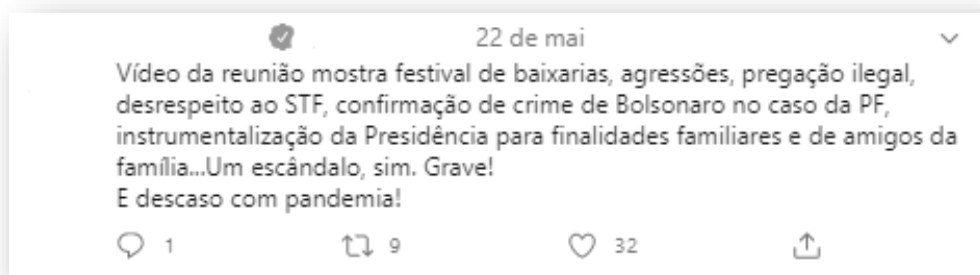 22 de mai
Vídeo da reunião mostra festival de baixarias, agressões, pregação ilegal,
desrespeito ao STF, confirmação de crime de Bolsonaro no caso da PF,
instrumentalização da Presidência para finalidades familiares e de amigos da
família...Um escândalo, sim. Grave!
E descaso com pandemia!
1 9 32